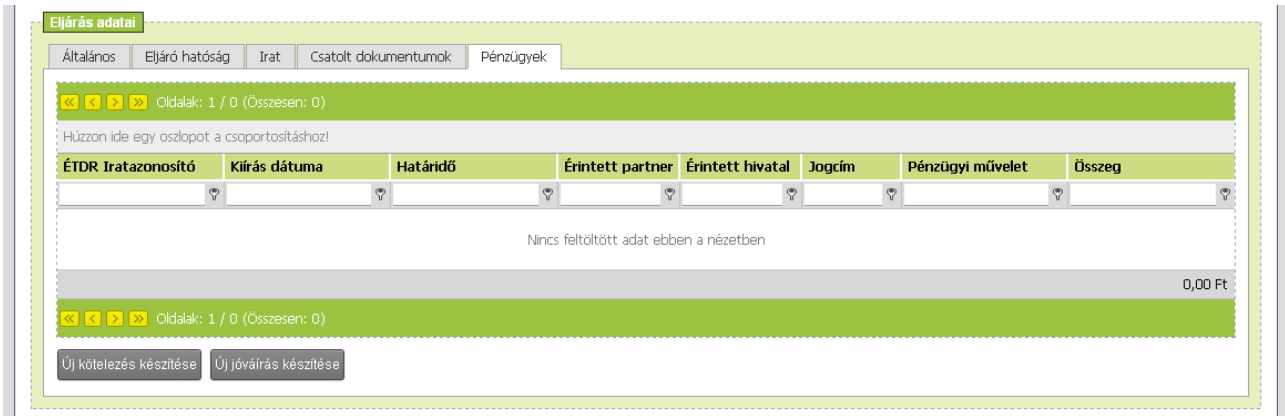 Eljárás adatai
Általános Eljáró hatóság Irat Csatolt dokumentumok Pénzügyek
Oldalak: 1 / 0 (Összesen: 0)
Húzzon ide egy oszlopot a csoportosításhoz!
ÉTDR Iratazonosító Kiírás dátuma Határidő Érintett partner Érintett hivatal Jogcím Pénzügyi művelet Összeg
Nincs feltöltött adat ebben a nézetben
0,00 Ft
Oldalak: 1 / 0 (Összesen: 0)
Új kötelezés készítése Új jóváírás készítése